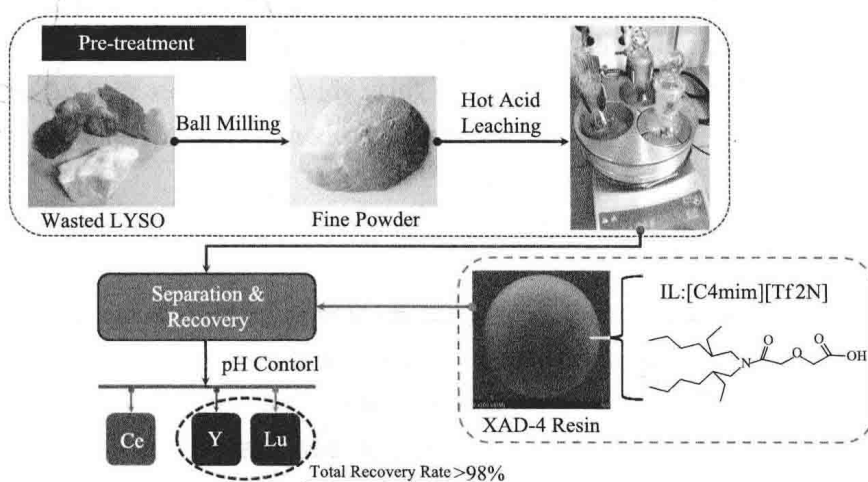 Pre-treatment
Ball Milling
Hot Acid
Leaching
Wasted LYSO
Fine Powder
Separation &
Recovery
IL:[C4mim][Tf2N]
O
O
N
O
OH
pH Contorl
XAD-4 Resin
Ce
Y
Lu
Total Recovery Rate >98%